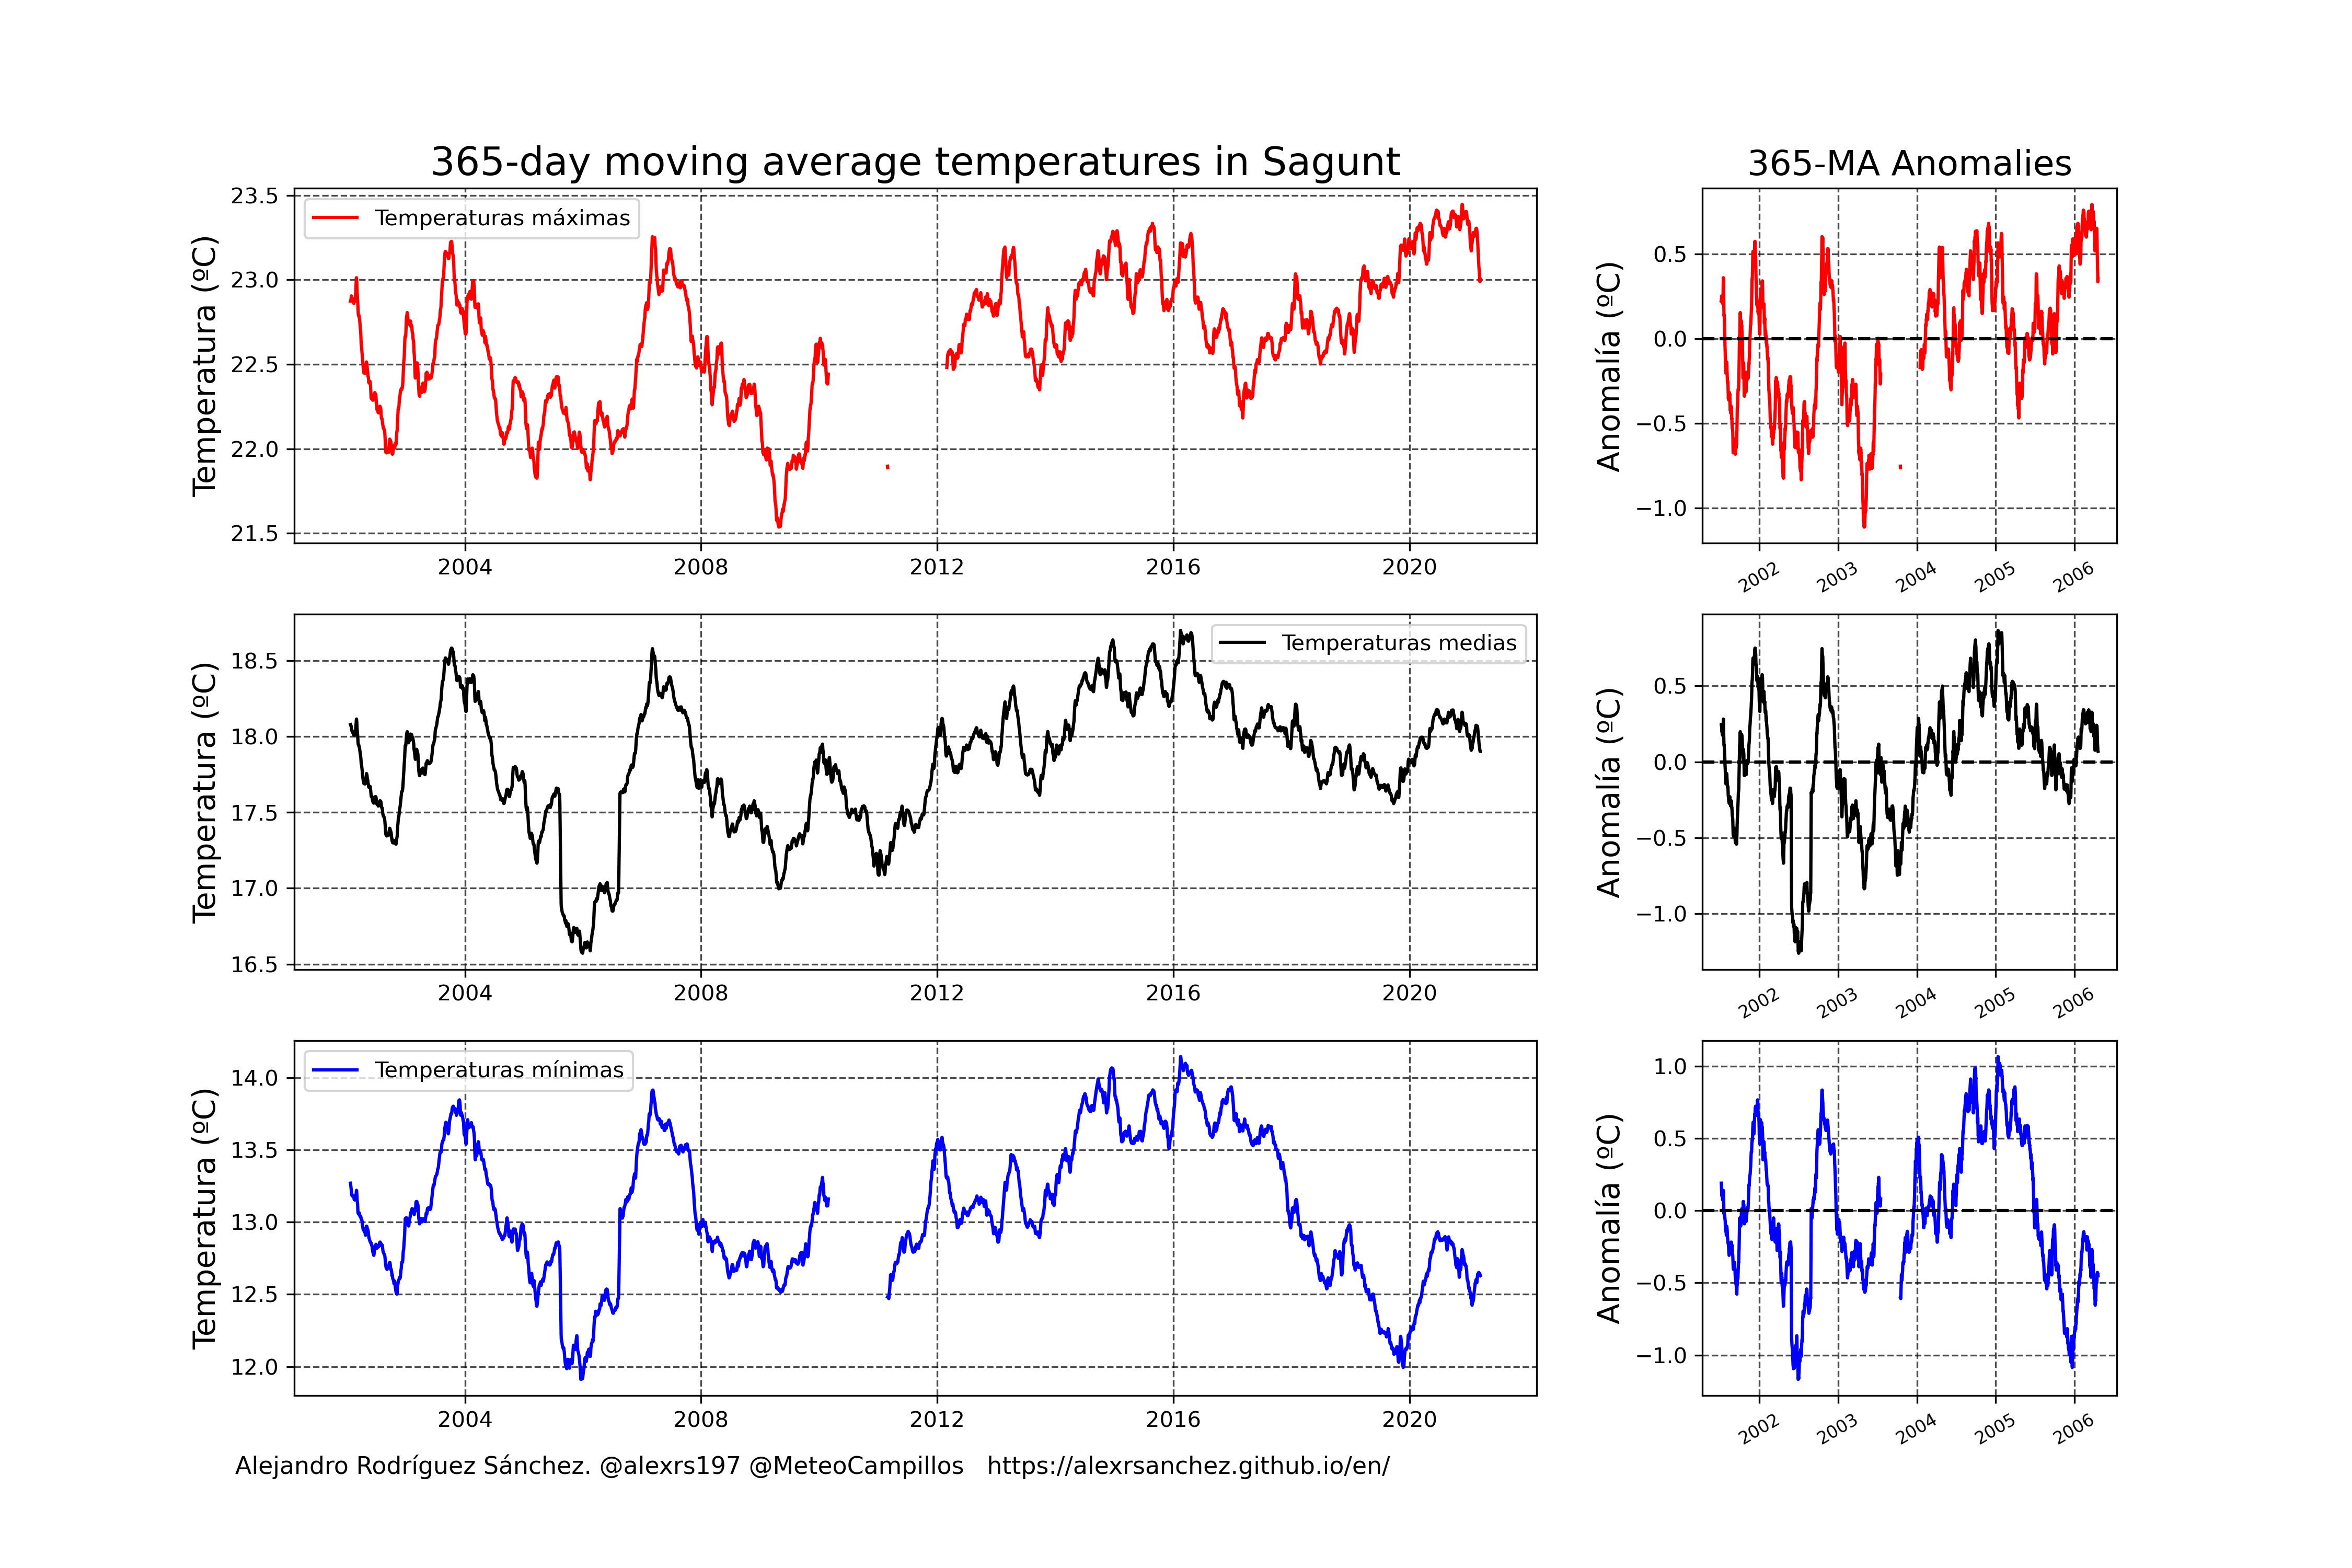 365-day moving average temperatures in Sagunt
365-MA Anomalies
Temperatura (ºC)
23.5
23.0
22.5
22.0
21.5
Temperaturas máximas
2004 2008 2012 2016 2020
Anomalía (ºC)
0.5
0.0
−0.5
−1.0
2002 2003 2004 2005 2006
Temperatura (ºC)
18.5
18.0
17.5
17.0
16.5
Temperaturas medias
2004 2008 2012 2016 2020
Anomalía (ºC)
0.5
0.0
−0.5
−1.0
2002 2003 2004 2005 2006
Temperatura (ºC)
14.0
13.5
13.0
12.5
12.0
Temperaturas mínimas
2004 2008 2012 2016 2020
Anomalía (ºC)
1.0
0.5
0.0
−0.5
−1.0
2002 2003 2004 2005 2006
Alejandro Rodríguez Sánchez. @alexrs197 @MeteoCampillos https://alexrsanchez.github.io/en/